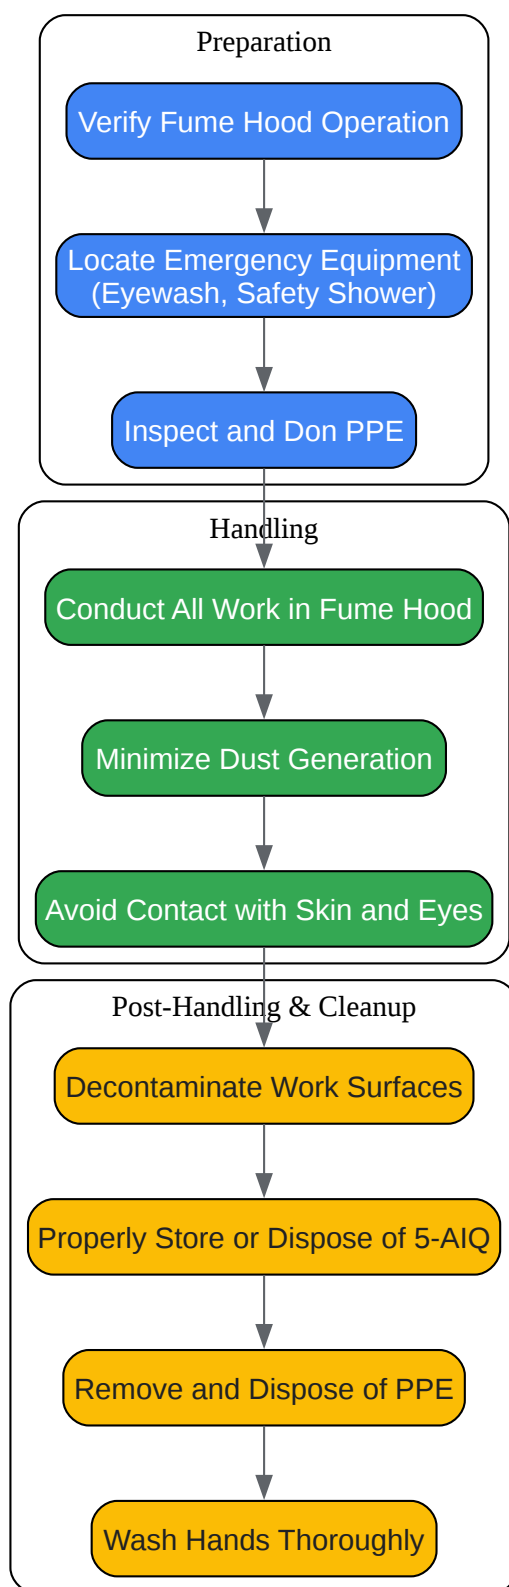 Preparation
Verify Fume Hood Operation
Locate Emergency Equipment
(Eyewash, Safety Shower)
Inspect and Don PPE
Handling
Conduct All Work in Fume Hood
Minimize Dust Generation
Avoid Contact with Skin and Eyes
Post-Handling & Cleanup
Decontaminate Work Surfaces
Properly Store or Dispose of 5-AIQ
Remove and Dispose of PPE
Wash Hands Thoroughly